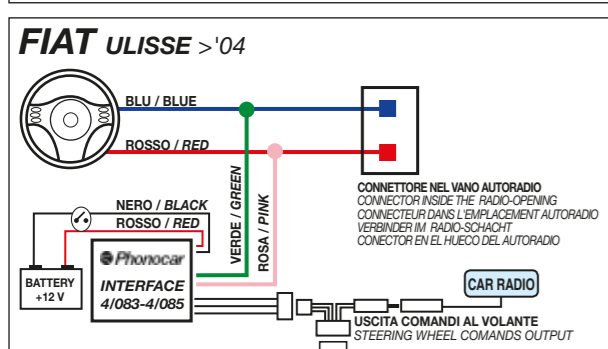 FIAT ULISSE >'04
BLU / BLUE
ROSSO / RED
CONNETTORE NEL VANO AUTORADIO
CONNECTOR INSIDE THE RADIO-OPENING
CONNECTEUR DANS L'EMPLACEMENT AUTORADIO
VERBINDER IM RADIO-SCHACHT
CONECTOR EN EL HUECO DEL AUTORADIO
NERO / BLACK
ROSSO / RED
VERDE / GREEN
ROSA / PINK
BATTERY
+12 V
Phonocar
INTERFACE
4/083-4/085
CAR RADIO
USCITA COMANDI AL VOLANTE
STEERING WHEEL COMANDS OUTPUT